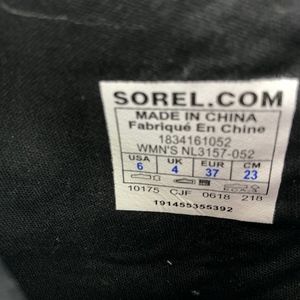 SOREL.COM
MADE IN CHINA
Fabriqué En Chine
1834161052
WMN'S NL3157-052
USA UK EUR CM
6 4 37 23
10175 CJF 0618 218
191455355392